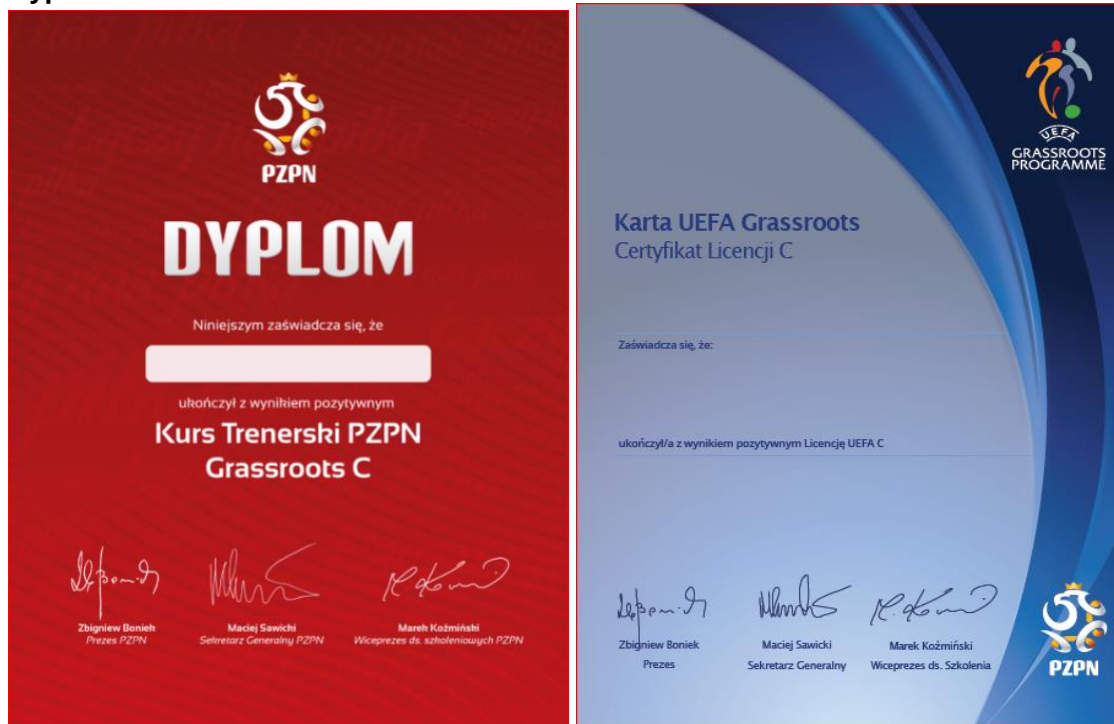 PZPN
DYPLOM
Niniejszym zaświadcza się, że
ukończył z wynikiem pozytywnym
Kurs Trenerski PZPN
Grassroots C
Zbigniew Boniek
Prezes PZPN
Maciej Sawicki
Sekretarz Generalny PZPN
Marek Koźmiński
Wiceprezes ds. szkoleniowych PZPN
UEFA
GRASSROOTS
PROGRAMME
Karta UEFA Grassroots
Certyfikat Licencji C
Zaświadcza się, że:
ukończył/a z wynikiem pozytywnym Licencję UEFA C
Zbigniew Boniek
Prezes
Maciej Sawicki
Sekretarz Generalny
Marek Koźmiński
Wiceprezes ds. Szkolenia
PZPN